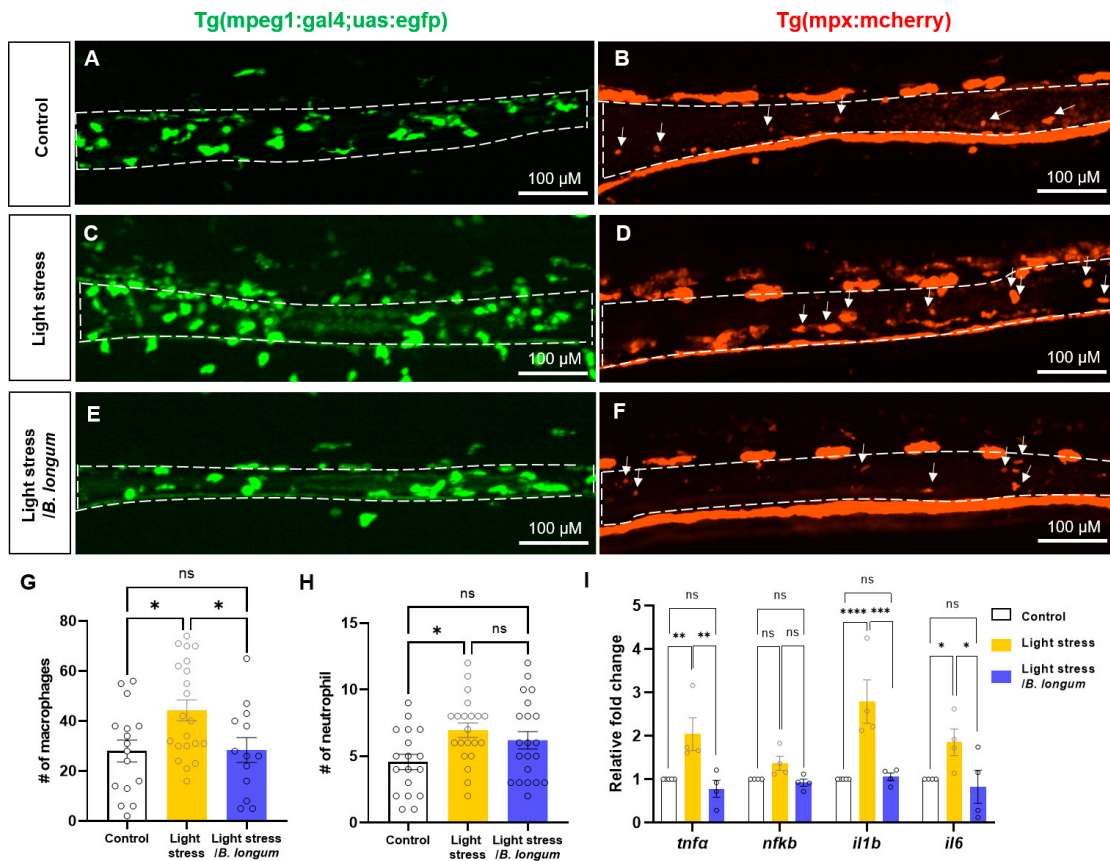 Tg(mpeg1:gal4;uas:egfp)
Tg(mpx:mcherry)
Control
A
100 µM
B
100 µM
Light stress
C
100 µM
D
100 µM
Light stress
/B. longum
E
100 µM
F
100 µM
G
ns
*
*
# of macrophages
80
60
40
20
0
Control
Light
stress
Light stress
/B. longum
H
ns
*
ns
# of neutrophil
15
10
5
0
Control
Light
stress
Light stress
/B. longum
I
ns
**
**
ns
ns
ns
ns
****
***
ns
*
*
Relative fold change
5
4
3
2
1
0
tnfα
nfkb
il1b
il6
Control
Light stress
Light stress
/B. longum